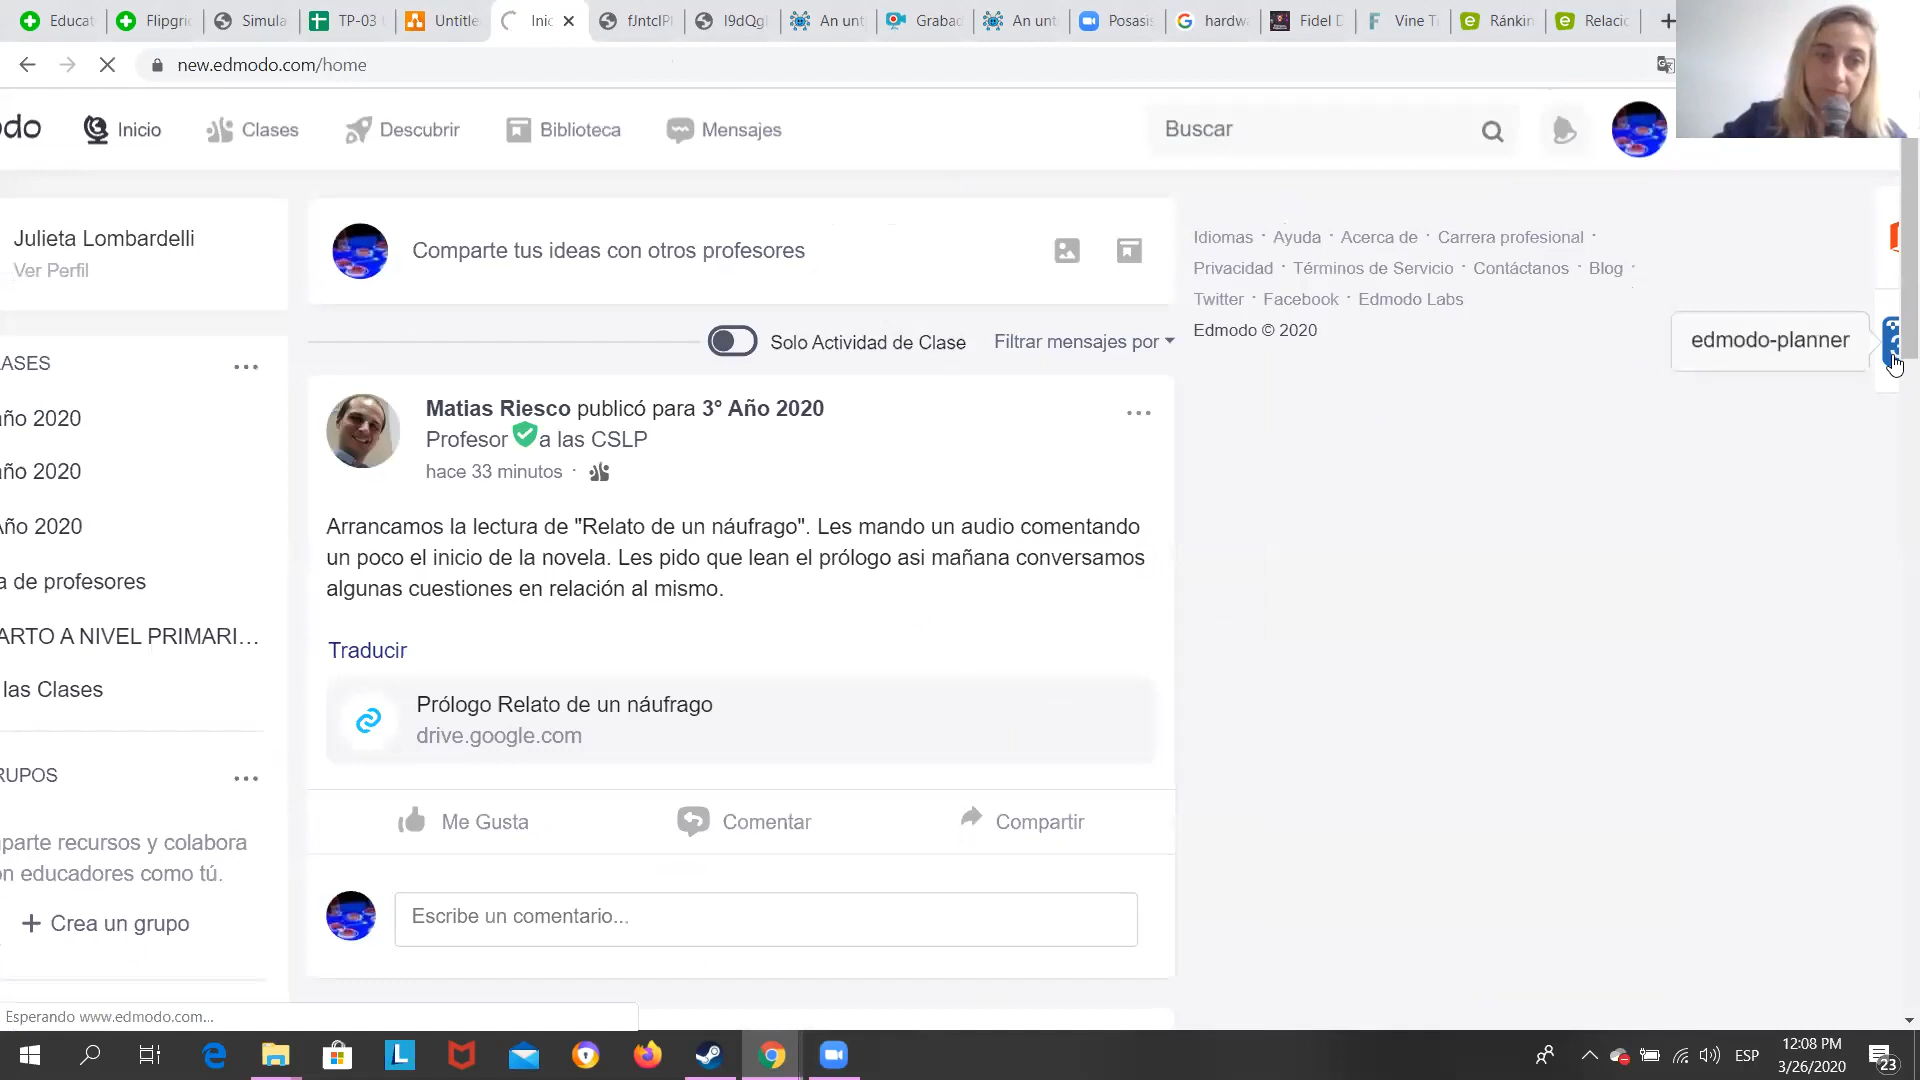 Educat
Flipgri
Simula
TP-03
Untitle
Inic
fJntcIP
I9dQg
An unt
Graba
An unt
Posasi
hardw
Fidel D
Vine T
Ránkin
Relacio
new.edmodo.com/home
do
Inicio
Clases
Descubrir
Biblioteca
Mensajes
Buscar
Julieta Lombardelli
Ver Perfil
ASES
ño 2020
ño 2020
Año 2020
a de profesores
ARTO A NIVEL PRIMARI...
las Clases
RUPOS
parte recursos y colabora
on educadores como tú.
+ Crea un grupo
Comparte tus ideas con otros profesores
Solo Actividad de Clase
Filtrar mensajes por
Matias Riesco publicó para 3° Año 2020
Profesor a las CSLP
hace 33 minutos ·
Arrancamos la lectura de "Relato de un náufrago". Les mando un audio comentando
un poco el inicio de la novela. Les pido que lean el prólogo asi mañana conversamos
algunas cuestiones en relación al mismo.
Traducir
Prólogo Relato de un náufrago
drive.google.com
Me Gusta
Comentar
Compartir
Escribe un comentario...
Idiomas · Ayuda · Acerca de · Carrera profesional ·
Privacidad · Términos de Servicio · Contáctanos · Blog ·
Twitter · Facebook · Edmodo Labs
Edmodo © 2020
edmodo-planner
Esperando www.edmodo.com...
ESP
12:08 PM
3/26/2020
23